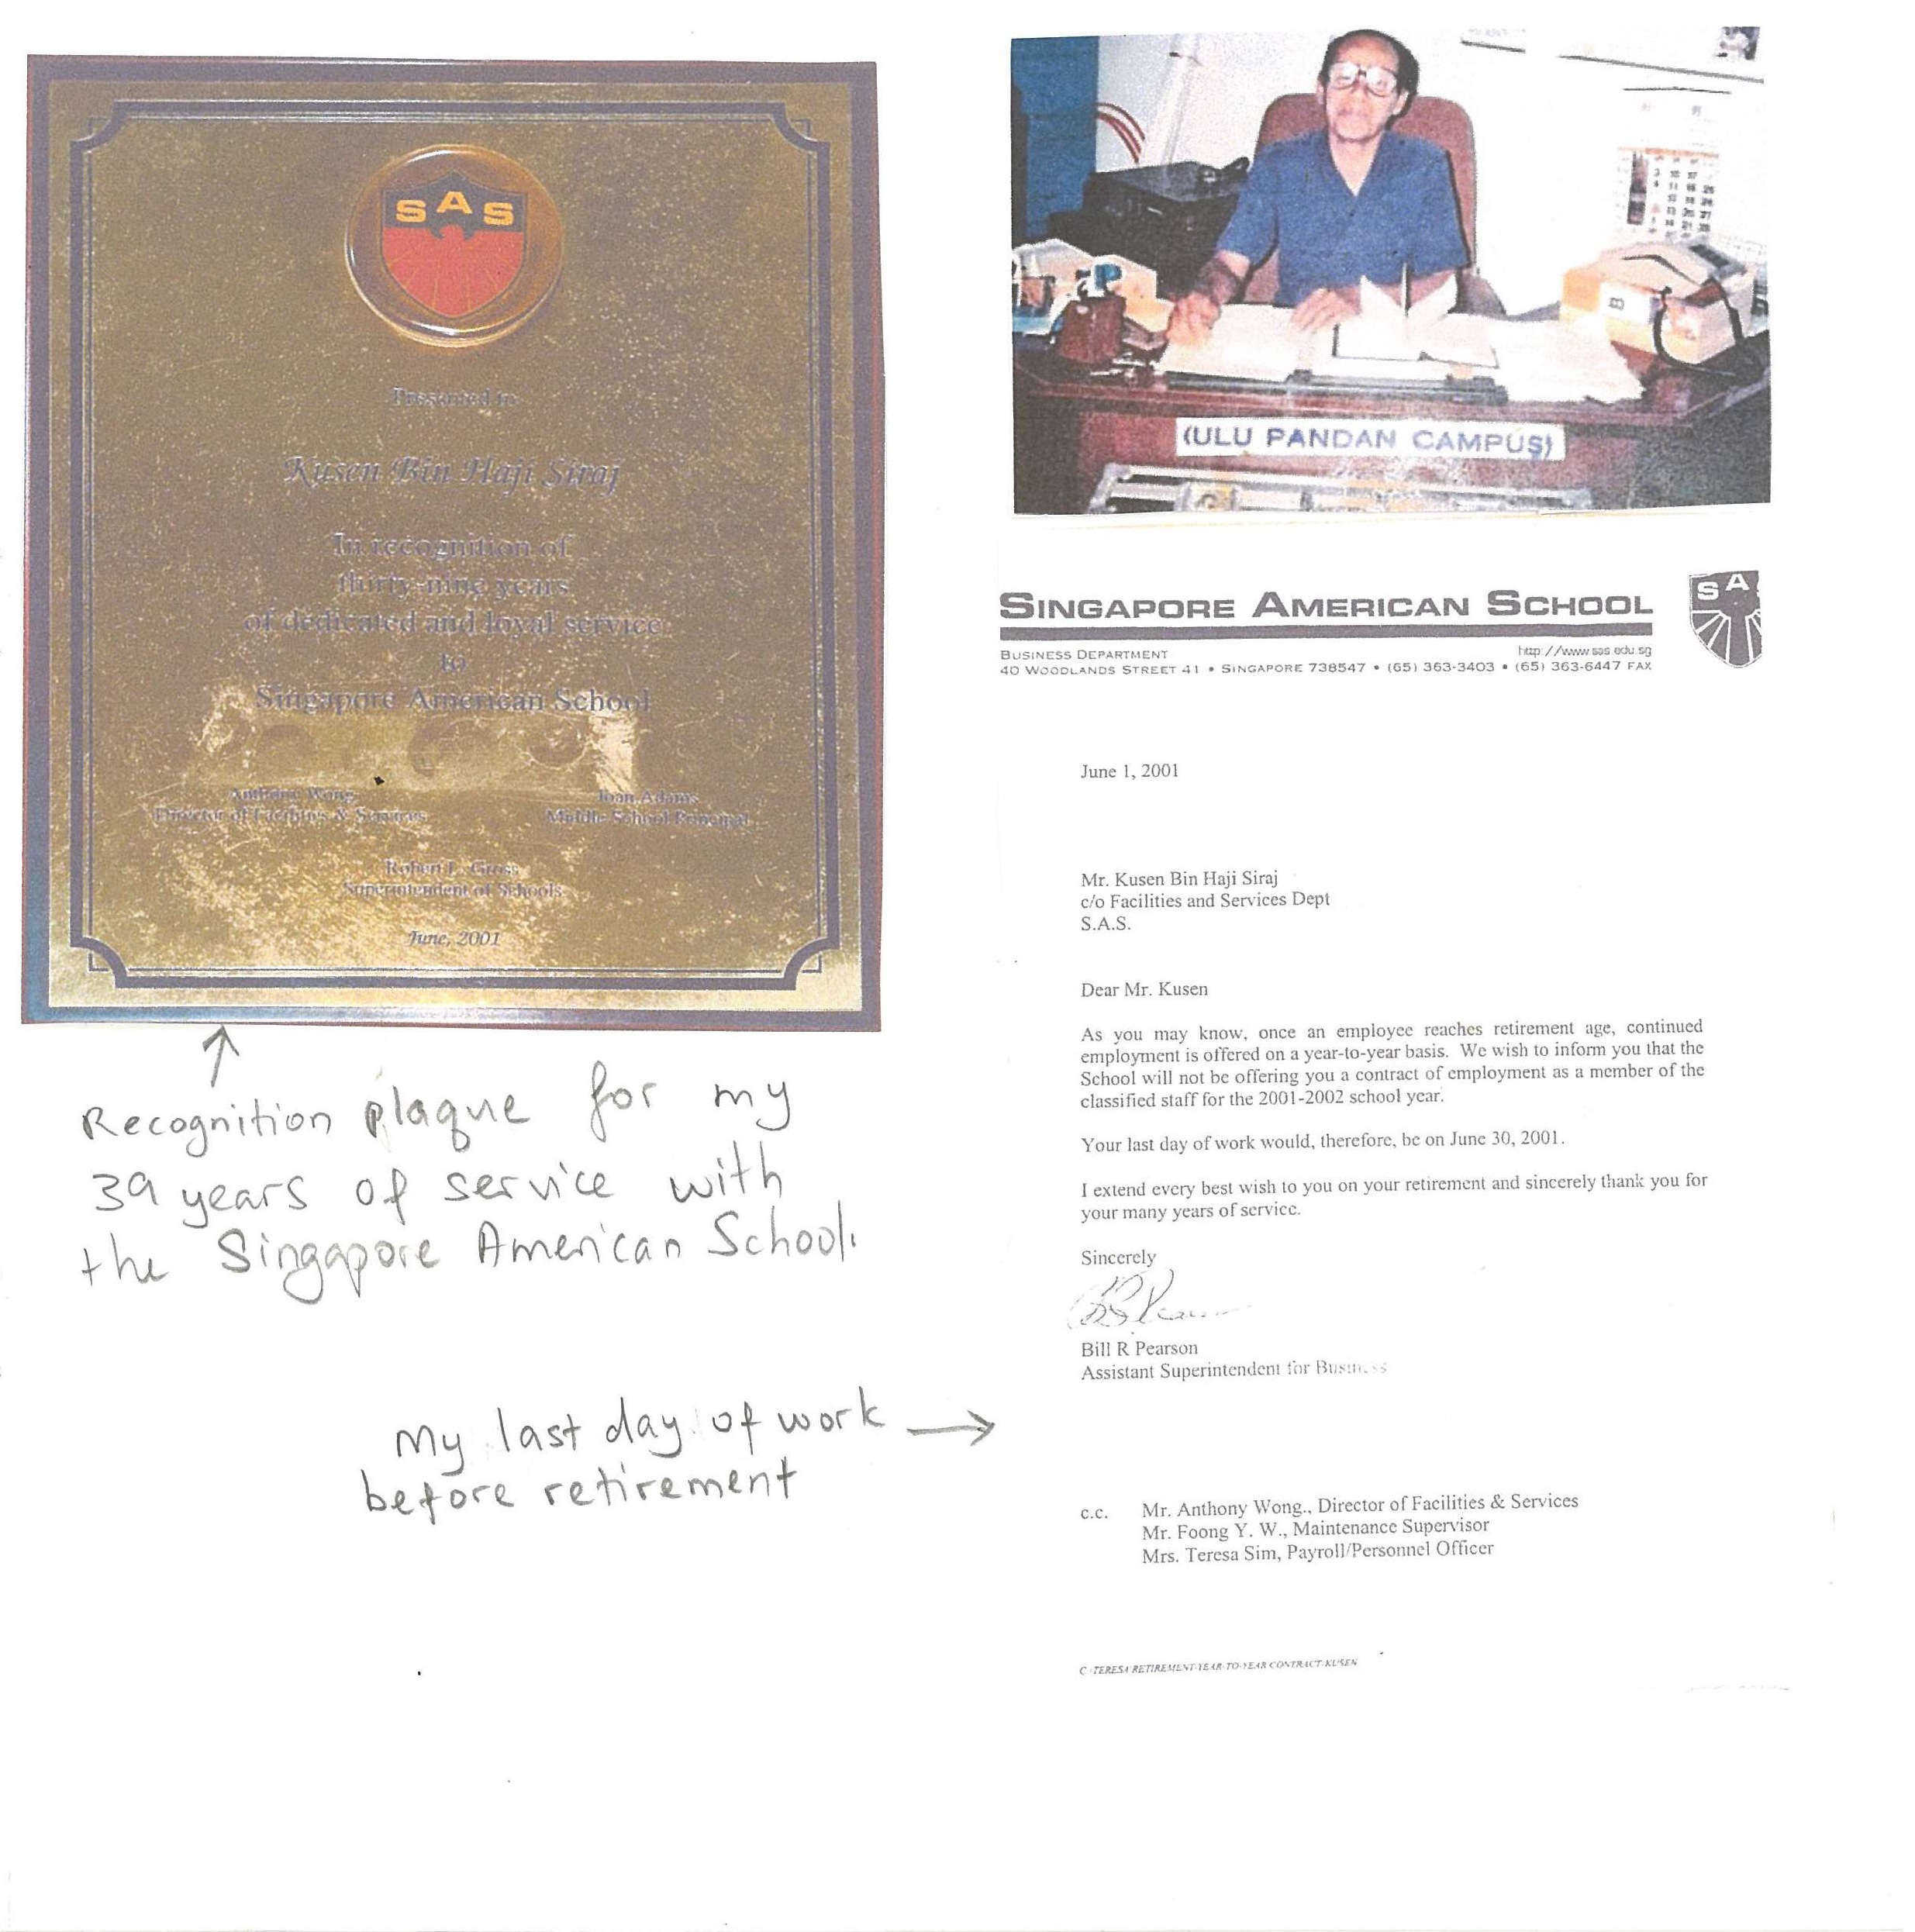 SAS
Presented to
Kusen Bin Haji Siraj
In recognition of
thirty-nine years
of dedicated and loyal service
to
Singapore American School
Anthony Wong
Director of Facilities & Services
Joan Adams
Middle School Principal
Robert L. Gross
Superintendent of Schools
June, 2001
Recognition plaque for my
39 years of service with
the Singapore American School.
My last day of work
before retirement
(ULU PANDAN CAMPUS)
SINGAPORE AMERICAN SCHOOL
SA
BUSINESS DEPARTMENT
http://www.sas.edu.sg
40 WOODLANDS STREET 41 • SINGAPORE 738547 • (65) 363-3403 • (65) 363-6447 FAX
June 1, 2001
Mr. Kusen Bin Haji Siraj
c/o Facilities and Services Dept
S.A.S.
Dear Mr. Kusen
As you may know, once an employee reaches retirement age, continued
employment is offered on a year-to-year basis. We wish to inform you that the
School will not be offering you a contract of employment as a member of the
classified staff for the 2001-2002 school year.
Your last day of work would, therefore, be on June 30, 2001.
I extend every best wish to you on your retirement and sincerely thank you for
your many years of service.
Sincerely
Bill R Pearson
Assistant Superintendent for Business
c.c. Mr. Anthony Wong., Director of Facilities & Services
Mr. Foong Y. W., Maintenance Supervisor
Mrs. Teresa Sim, Payroll/Personnel Officer
C:\TERESA\RETIREMENT\YEAR-TO-YEAR CONTRACT-KUSEN